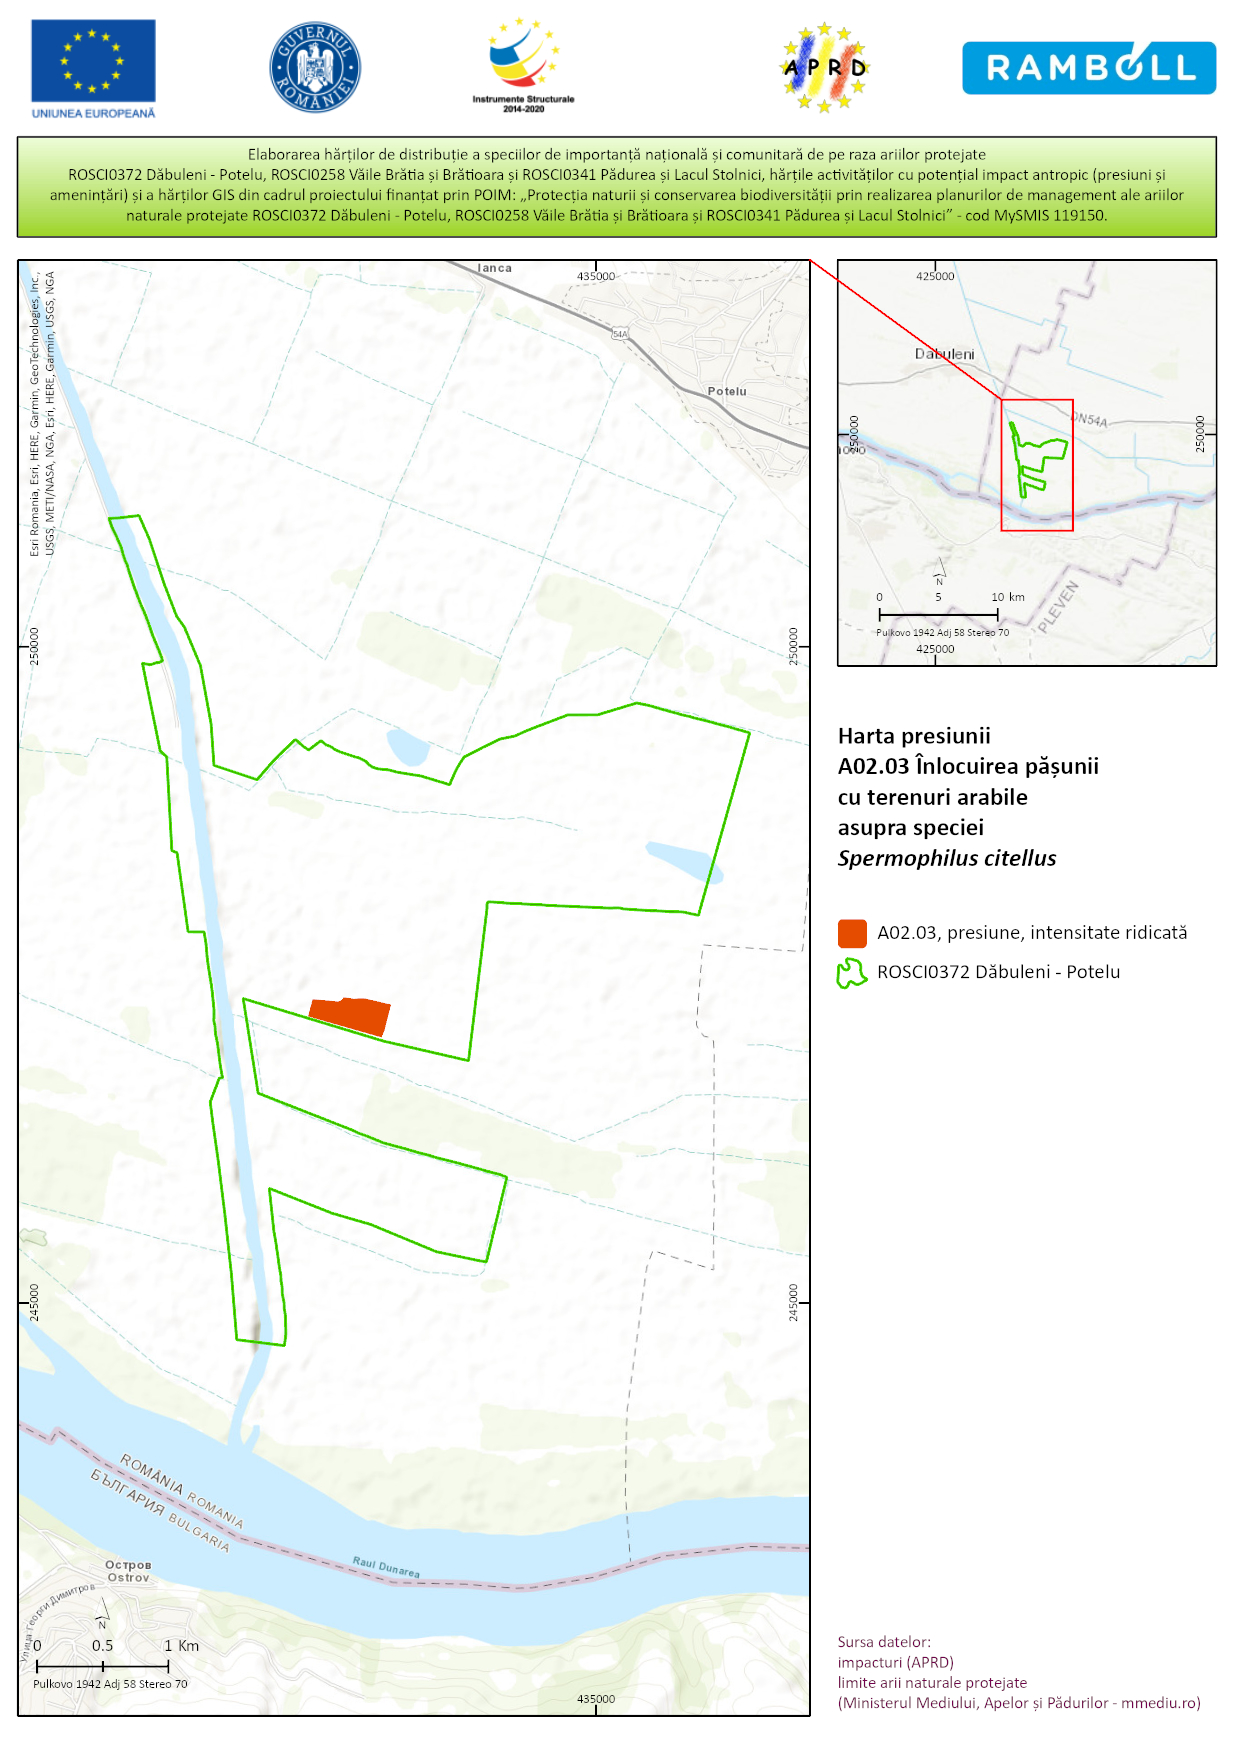 UNIUNEA EUROPEANĂ
GUVERNUL ROMÂNIEI
Instrumente Structurale
2014-2020
APRD
RAMBOLL
Elaborarea hărților de distribuție a speciilor de importanță națională și comunitară de pe raza ariilor protejate
ROSCI0372 Dăbuleni - Potelu, ROSCI0258 Văile Brătia și Brătioara și ROSCI0341 Pădurea și Lacul Stolnici, hărțile activităților cu potențial impact antropic (presiuni și
amenințări) și a hărților GIS din cadrul proiectului finanțat prin POIM: „Protecția naturii și conservarea biodiversității prin realizarea planurilor de management ale ariilor
naturale protejate ROSCI0372 Dăbuleni - Potelu, ROSCI0258 Văile Brătia și Brătioara și ROSCI0341 Pădurea și Lacul Stolnici” - cod MySMIS 119150.
Esri Romania, Esri, HERE, Garmin, GeoTechnologies, Inc.,
USGS, METI/NASA, NGA, Esri, HERE, Garmin, USGS, NGA
Ianca
435000
54A
Potelu
250000
250000
245000
245000
ROMÂNIA ROMANIA
БЪЛГАРИЯ BULGARIA
Raul Dunarea
Остров
Ostrov
Улица Георги Димитров
N
0 0.5 1 Km
Pulkovo 1942 Adj 58 Stereo 70
435000
425000
Dabuleni
DN54A
250000
250000
PLEVEN
N
0 5 10 km
Pulkovo 1942 Adj 58 Stereo 70
425000
Harta presiunii
A02.03 Înlocuirea pășunii
cu terenuri arabile
asupra speciei
Spermophilus citellus
A02.03, presiune, intensitate ridicată
ROSCI0372 Dăbuleni - Potelu
Sursa datelor:
impacturi (APRD)
limite arii naturale protejate
(Ministerul Mediului, Apelor și Pădurilor - mmediu.ro)